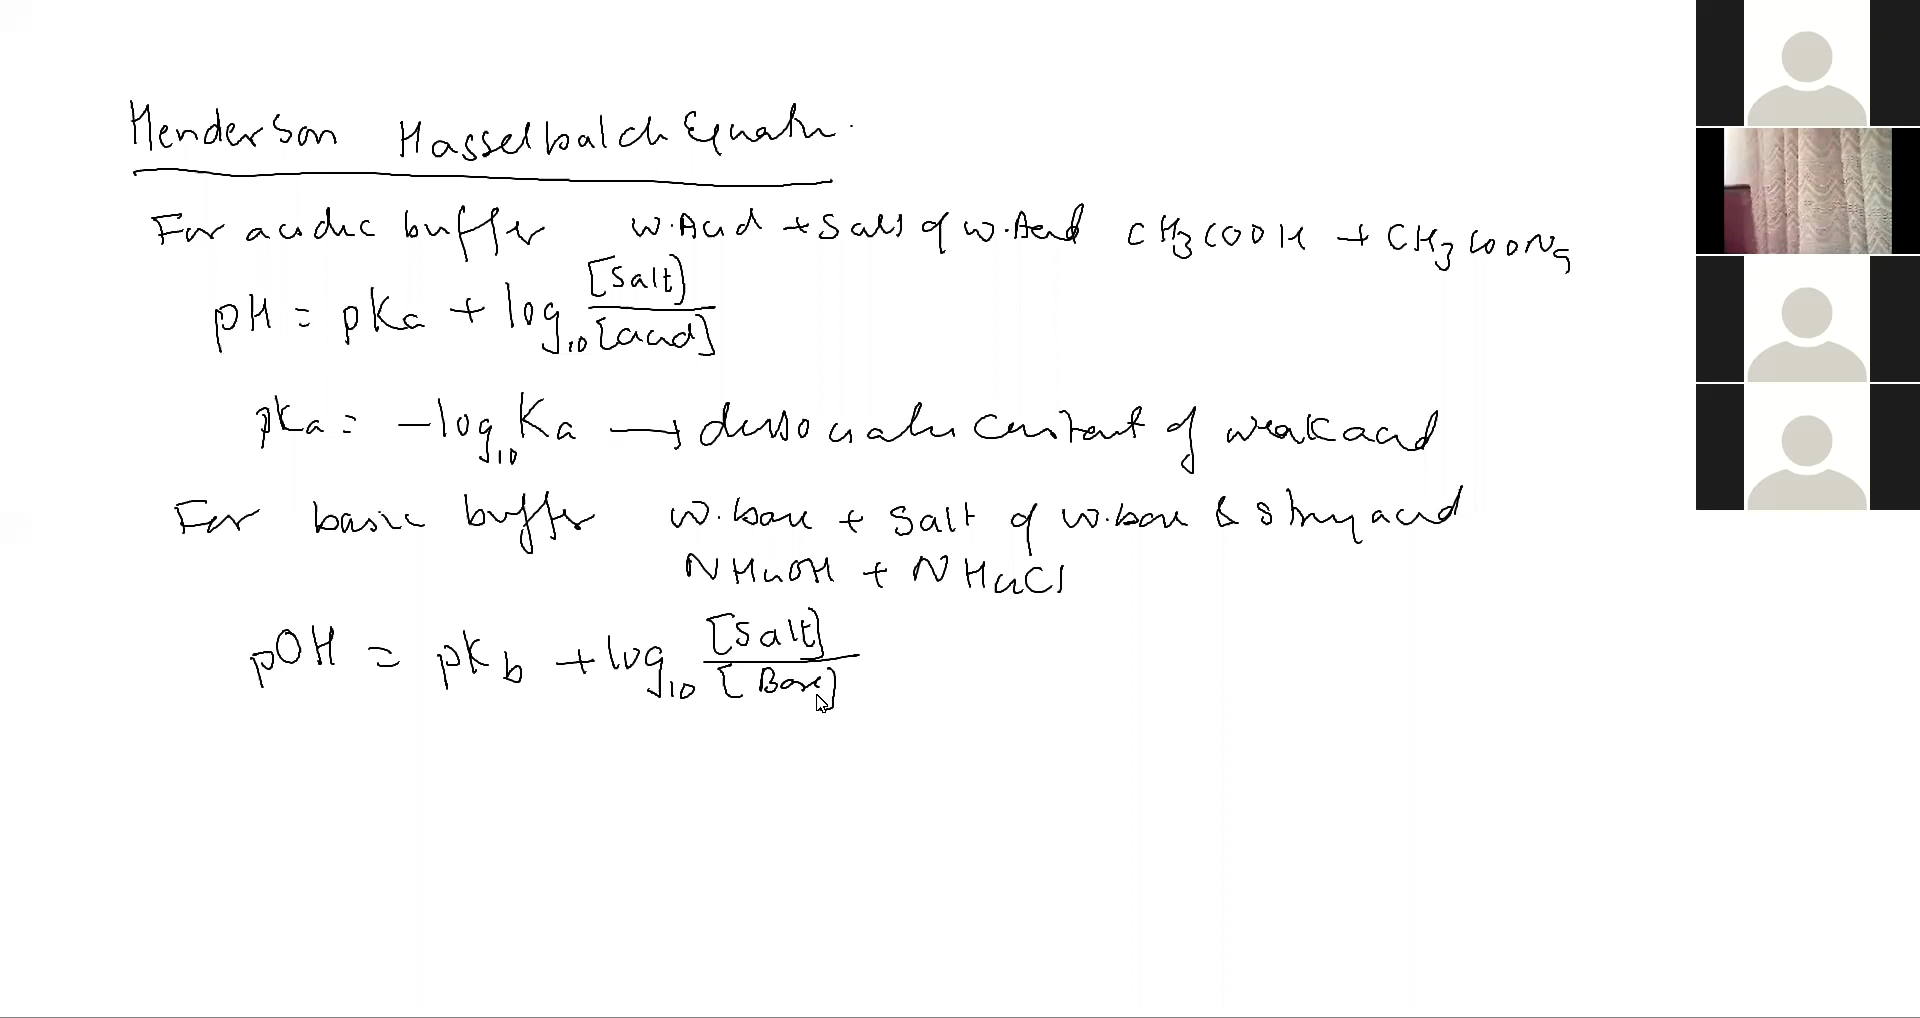 Henderson Hasselbalch Equatn.
For acidic buffer W. Acid + Salt of W. Acid CH3COOH + CH3COONa
pH = pKa + log10 [Salt]/[acid]
pKa = -log10 Ka → dissociatn constant of weak acid
For basic buffer W. base + Salt of W. base & strong acid
NH4OH + NH4Cl
pOH = pKb + log10 [Salt]/[Base]